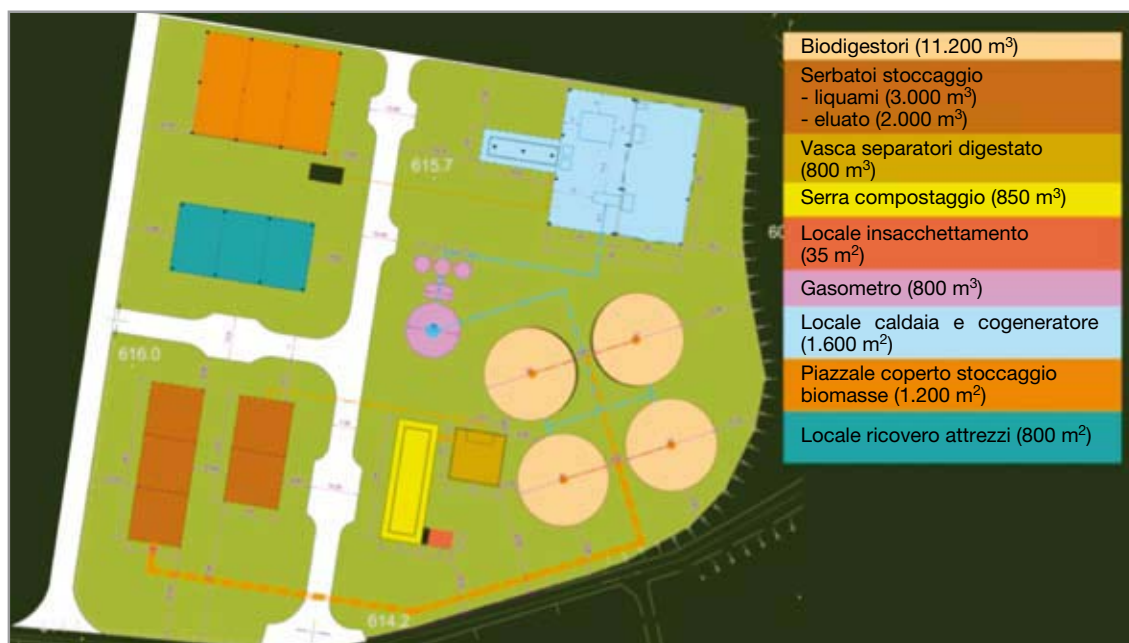 Biodigestori (11.200 m³)
Serbatoi stoccaggio
- liquami (3.000 m³)
- eluato (2.000 m³)
Vasca separatori digestato
(800 m³)
Serra compostaggio (850 m³)
Locale insacchettamento
(35 m²)
Gasometro (800 m³)
Locale caldaia e cogeneratore
(1.600 m²)
Piazzale coperto stoccaggio
biomasse (1.200 m²)
Locale ricovero attrezzi (800 m²)
615.7
616.0
614.2